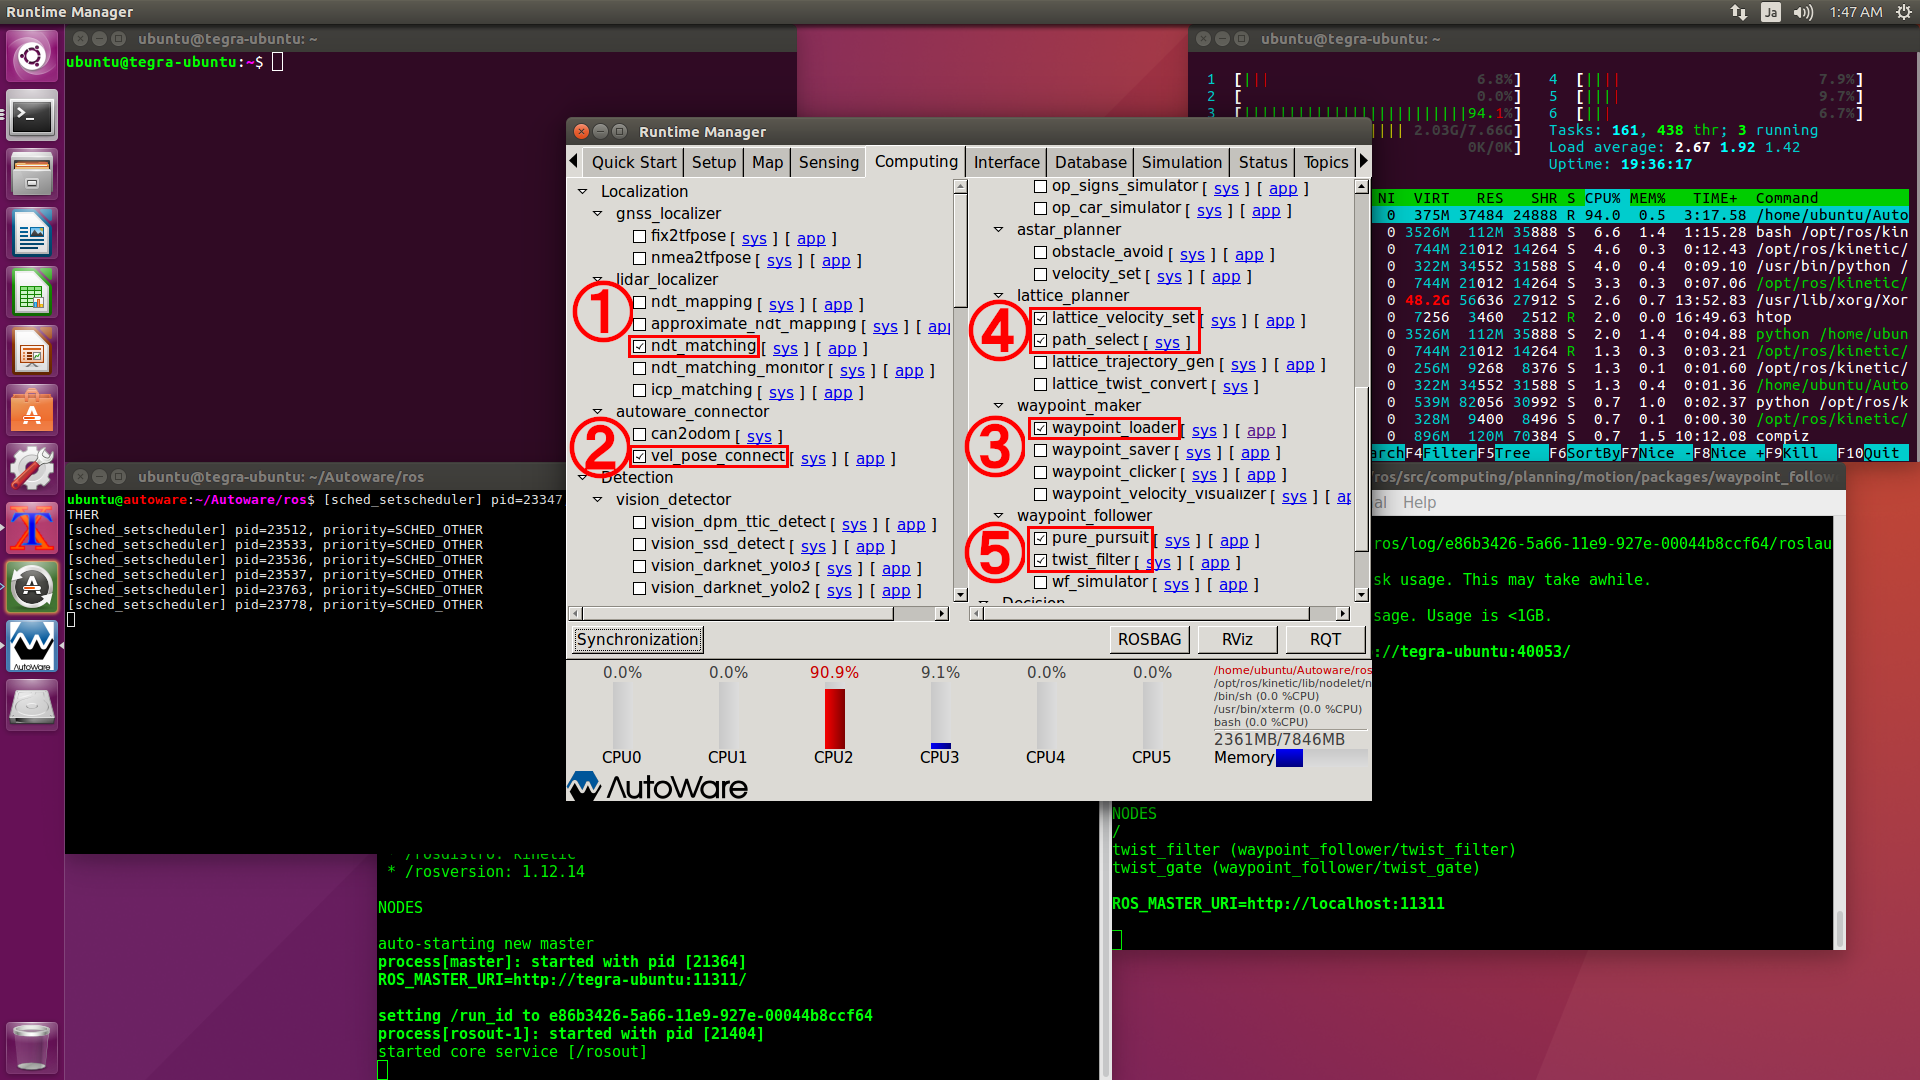 Runtime Manager
Ja
1:47 AM
ubuntu@tegra-ubuntu: ~
ubuntu@tegra-ubuntu:~$
ubuntu@tegra-ubuntu: ~
1 [||| 6.8%] 4 [|||| 7.9%]
2 [ 0.0%] 5 [|||| 9.7%]
3 [||||||||||||||||||||||||||94.1%] 6 [||| 6.7%]
2.03G/7.66G] Tasks: 161, 438 thr; 3 running
0K/0K] Load average: 2.67 1.92 1.42
Uptime: 19:36:17
NI VIRT RES SHR S CPU% MEM% TIME+ Command
0 375M 37484 24888 R 94.0 0.5 3:17.58 /home/ubuntu/Auto
0 3526M 112M 35888 S 6.6 1.4 1:15.28 bash /opt/ros/kin
0 744M 21012 14264 S 4.6 0.3 0:12.43 /opt/ros/kinetic/
0 322M 34552 31588 S 4.0 0.4 0:09.10 /usr/bin/python /
0 744M 21012 14264 S 3.3 0.3 0:07.06 /opt/ros/kinetic/
0 48.2G 56636 27912 S 2.6 0.7 13:52.83 /usr/lib/xorg/Xor
0 7256 3460 2512 R 2.0 0.0 16:49.63 htop
0 3526M 112M 35888 S 2.0 1.4 0:04.88 python /home/ubun
0 744M 21012 14264 R 1.3 0.3 0:03.21 /opt/ros/kinetic/
0 256M 9268 8376 S 1.3 0.1 0:01.60 /opt/ros/kinetic/
0 322M 34552 31588 S 1.3 0.4 0:01.36 /home/ubuntu/Auto
0 539M 82056 30992 S 0.7 1.0 0:02.37 python /opt/ros/k
0 328M 9400 8496 S 0.7 0.1 0:00.30 /opt/ros/kinetic/
0 896M 120M 70384 S 0.7 1.5 10:12.08 compiz
archF4FilterF5Tree F6SortByF7Nice -F8Nice +F9Kill F10Quit
Runtime Manager
Quick Start Setup Map Sensing Computing Interface Database Simulation Status Topics
Localization
gnss_localizer
fix2tfpose [ sys ] [ app ]
nmea2tfpose [ sys ] [ app ]
lidar_localizer
① ndt_mapping [ sys ] [ app ]
approximate_ndt_mapping [ sys ] [ app
ndt_matching [ sys ] [ app ]
ndt_matching_monitor [ sys ] [ app ]
icp_matching [ sys ] [ app ]
autoware_connector
② can2odom [ sys ]
vel_pose_connect [ sys ] [ app ]
Detection
vision_detector
vision_dpm_ttic_detect [ sys ] [ app ]
vision_ssd_detect [ sys ] [ app ]
vision_darknet_yolo3 [ sys ] [ app ]
vision_darknet_yolo2 [ sys ] [ app ]
op_signs_simulator [ sys ] [ app ]
op_car_simulator [ sys ] [ app ]
astar_planner
obstacle_avoid [ sys ] [ app ]
velocity_set [ sys ] [ app ]
lattice_planner
④ lattice_velocity_set [ sys ] [ app ]
path_select [ sys ]
lattice_trajectory_gen [ sys ] [ app ]
lattice_twist_convert [ sys ]
waypoint_maker
③ waypoint_loader [ sys ] [ app ]
waypoint_saver [ sys ] [ app ]
waypoint_clicker [ sys ] [ app ]
waypoint_velocity_visualizer [ sys ] [ ap
waypoint_follower
⑤ pure_pursuit [ sys ] [ app ]
twist_filter [ sys ] [ app ]
wf_simulator [ sys ] [ app ]
Decision
Synchronization ROSBAG RViz RQT
0.0% 0.0% 90.9% 9.1% 0.0% 0.0%
CPU0 CPU1 CPU2 CPU3 CPU4 CPU5
/home/ubuntu/Autoware/ros
/opt/ros/kinetic/lib/nodelet/n
/bin/sh (0.0 %CPU)
/usr/bin/xterm (0.0 %CPU)
bash (0.0 %CPU)
2361MB/7846MB
Memory
AutoWare
ubuntu@tegra-ubuntu: ~/Autoware/ros
ubuntu@autoware:~/Autoware/ros$ [sched_setscheduler] pid=23347
THER
[sched_setscheduler] pid=23512, priority=SCHED_OTHER
[sched_setscheduler] pid=23533, priority=SCHED_OTHER
[sched_setscheduler] pid=23536, priority=SCHED_OTHER
[sched_setscheduler] pid=23537, priority=SCHED_OTHER
[sched_setscheduler] pid=23763, priority=SCHED_OTHER
[sched_setscheduler] pid=23778, priority=SCHED_OTHER
AutoWare
* /rosdistro: kinetic
* /rosversion: 1.12.14
NODES
auto-starting new master
process[master]: started with pid [21364]
ROS_MASTER_URI=http://tegra-ubuntu:11311/
setting /run_id to e86b3426-5a66-11e9-927e-00044b8ccf64
process[rosout-1]: started with pid [21404]
started core service [/rosout]
ros/src/computing/planning/motion/packages/waypoint_follow
al Help
ros/log/e86b3426-5a66-11e9-927e-00044b8ccf64/roslau
sk usage. This may take awhile.
sage. Usage is <1GB.
://tegra-ubuntu:40053/
NODES
/
twist_filter (waypoint_follower/twist_filter)
twist_gate (waypoint_follower/twist_gate)
ROS_MASTER_URI=http://localhost:11311